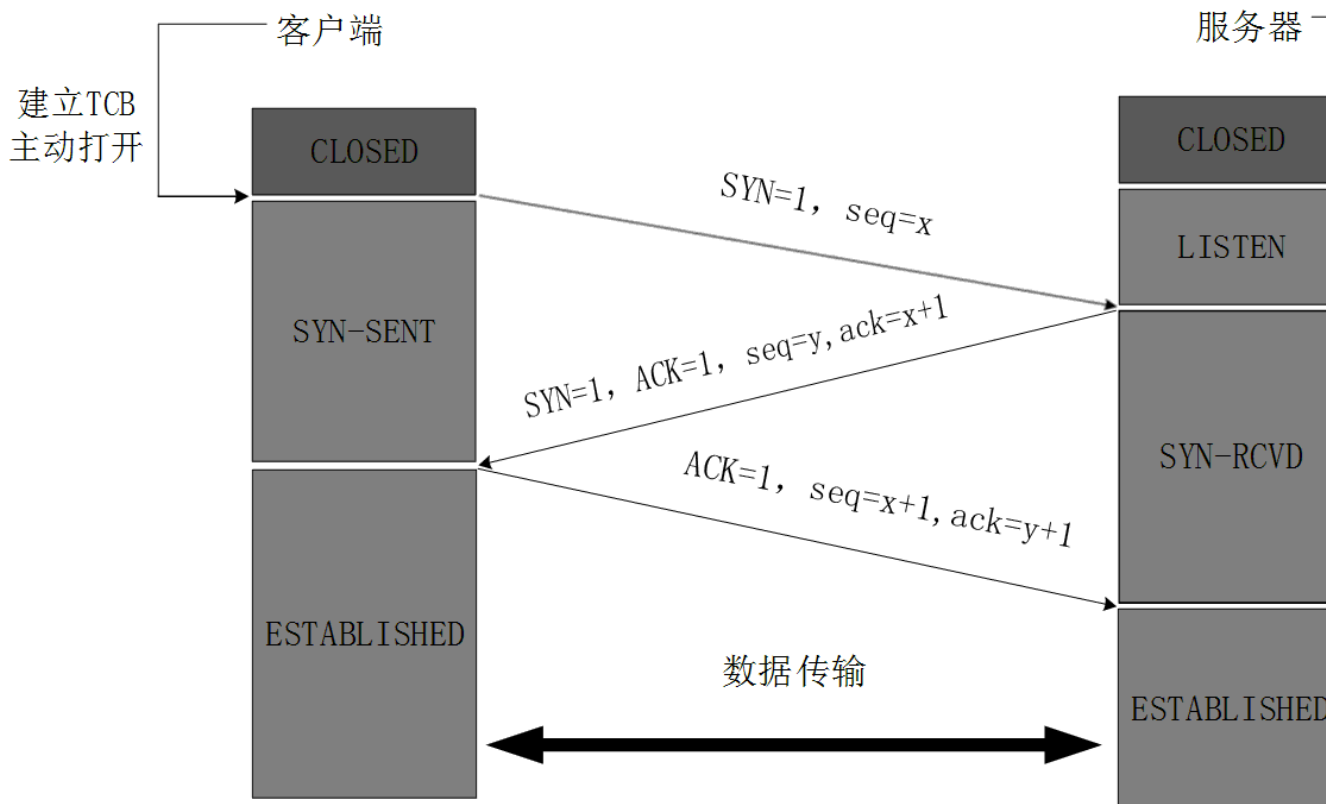 客户端
服务器
建立TCB
主动打开
CLOSED
CLOSED
SYN=1, seq=x
LISTEN
SYN-SENT
SYN=1, ACK=1, seq=y,ack=x+1
SYN-RCVD
ACK=1, seq=x+1,ack=y+1
ESTABLISHED
数据传输
ESTABLISHED